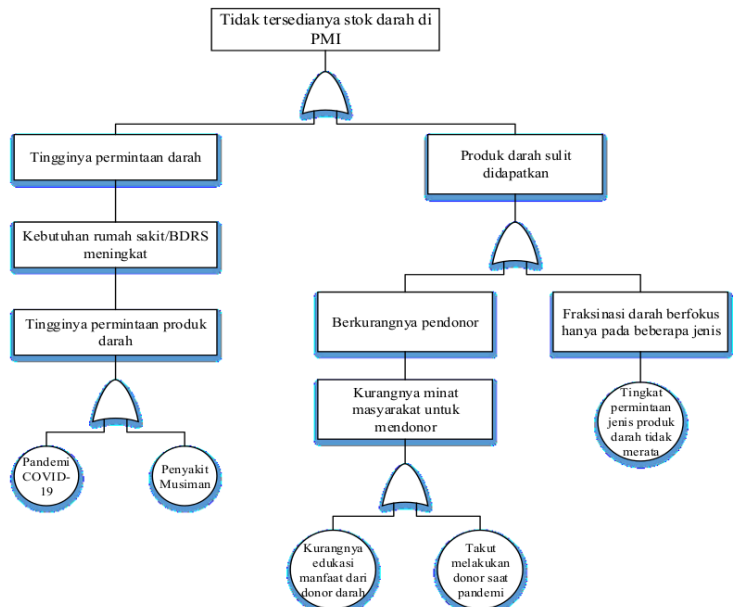 Tidak tersedianya stok darah di
PMI
Tingginya permintaan darah
Produk darah sulit
didapatkan
Kebutuhan rumah sakit/BDRS
meningkat
Tingginya permintaan produk
darah
Berkurangnya pendonor
Fraksinasi darah berfokus
hanya pada beberapa jenis
Kurangnya minat
masyarakat untuk
mendonor
Tingkat
permintaan
jenis produk
darah tidak
merata
Pandemi
COVID-
19
Penyakit
Musiman
Kurangnya
edukasi
manfaat dari
donor darah
Takut
melakukan
donor saat
pandemi